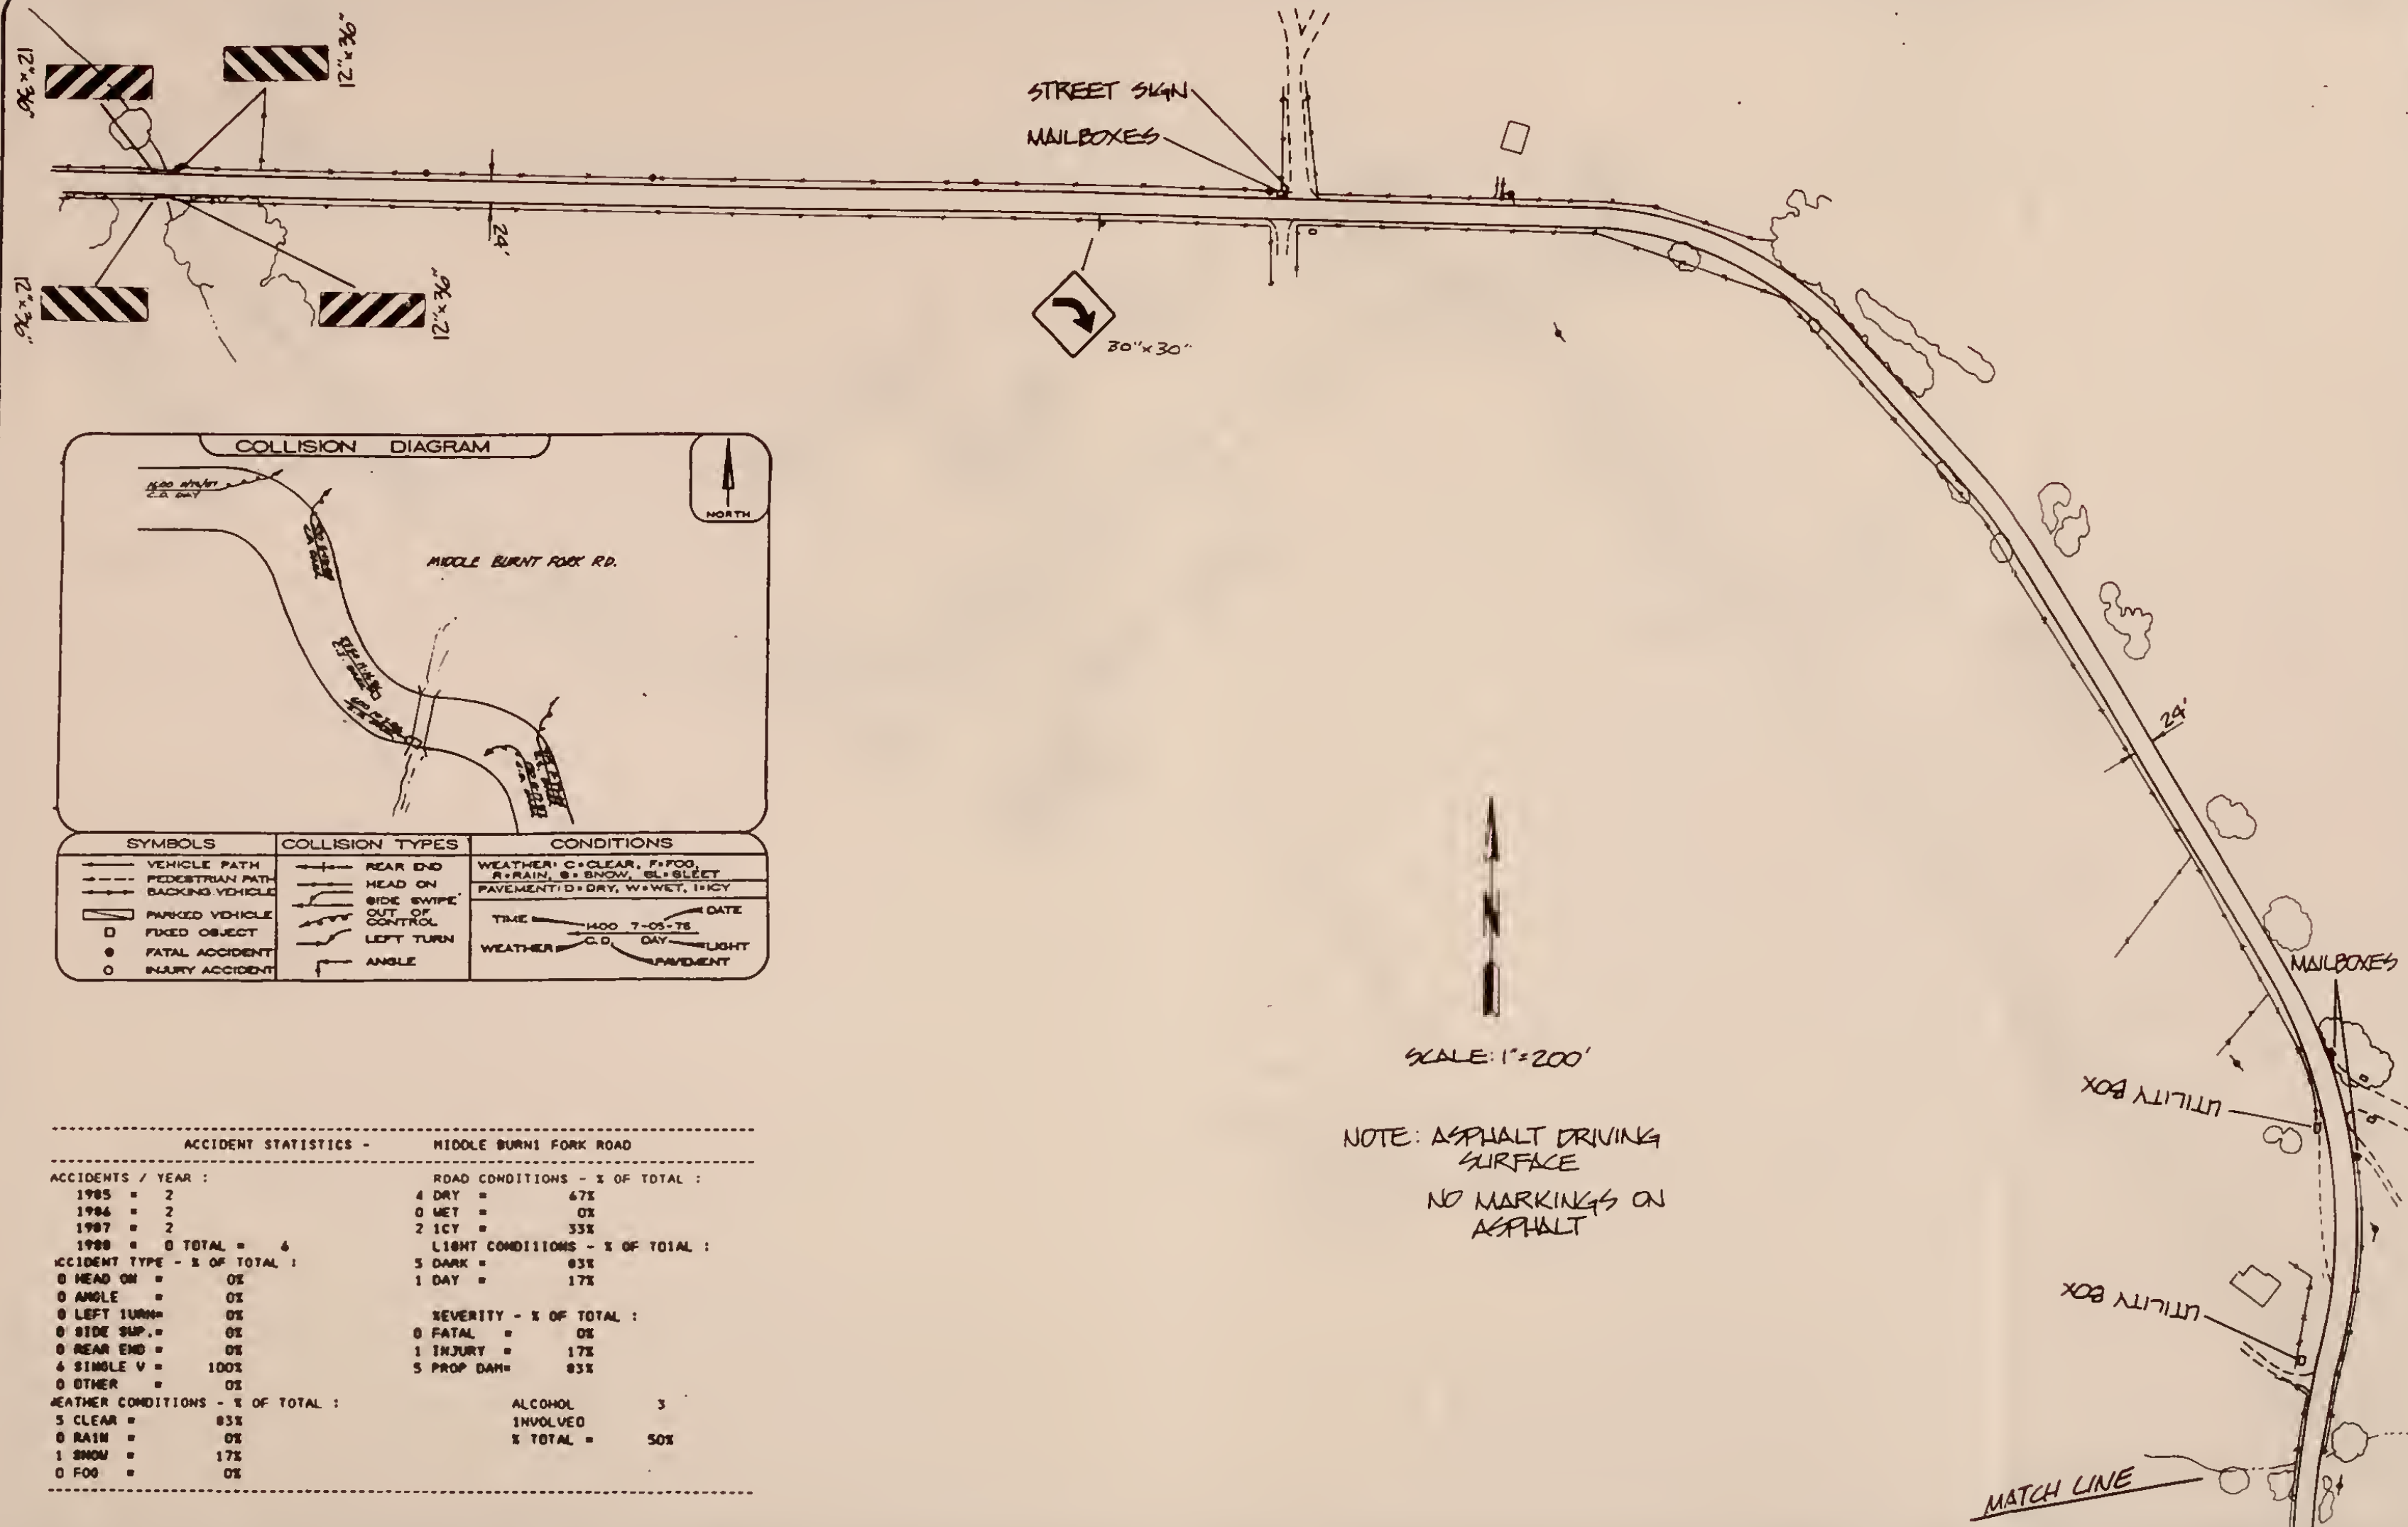 12"x36"
12"x36"
STREET SIGN
MAILBOXES
24'
12"x36"
12"x36"
30"x30"
COLLISION DIAGRAM
NORTH
MIDDLE BURNT FORK RD.
C.D. DAY
SYMBOLS
VEHICLE PATH
PEDESTRIAN PATH
BACKING VEHICLE
PARKED VEHICLE
FIXED OBJECT
FATAL ACCIDENT
INJURY ACCIDENT
COLLISION TYPES
REAR END
HEAD ON
SIDE SWIPE
OUT OF
CONTROL
LEFT TURN
ANGLE
CONDITIONS
WEATHER: C=CLEAR, F=FOG,
R=RAIN, S=SNOW, SL=SLEET
PAVEMENT: D=DRY, W=WET, I=ICY
TIME
DATE
1400 7-05-78
WEATHER
C.D. DAY
LIGHT
PAVEMENT
24'
MAILBOXES
UTILITY BOX
UTILITY BOX
N
SCALE: 1"=200'
NOTE: ASPHALT DRIVING
SURFACE
NO MARKINGS ON
ASPHALT
MATCH LINE
ACCIDENT STATISTICS - MIDDLE BURNT FORK ROAD
ACCIDENTS / YEAR :
1985 = 2
1986 = 2
1987 = 2
1988 = 0 TOTAL = 6
ACCIDENT TYPE - % OF TOTAL :
0 HEAD ON = 0%
0 ANGLE 0%
0 LEFT TURN= 0%
0 SIDE SWP.= 0%
0 REAR END = 0%
6 SINGLE V = 100%
0 OTHER = 0%
WEATHER CONDITIONS - % OF TOTAL :
5 CLEAR = 83%
0 RAIN = 0%
1 SNOW = 17%
0 FOG = 0%
ROAD CONDITIONS - % OF TOTAL :
4 DRY = 67%
0 WET = 0%
2 ICY = 33%
LIGHT CONDITIONS - % OF TOTAL :
5 DARK = 83%
1 DAY = 17%
SEVERITY - % OF TOTAL :
0 FATAL = 0%
1 INJURY = 17%
5 PROP DAM= 83%
ALCOHOL 3
INVOLVED
% TOTAL = 50%